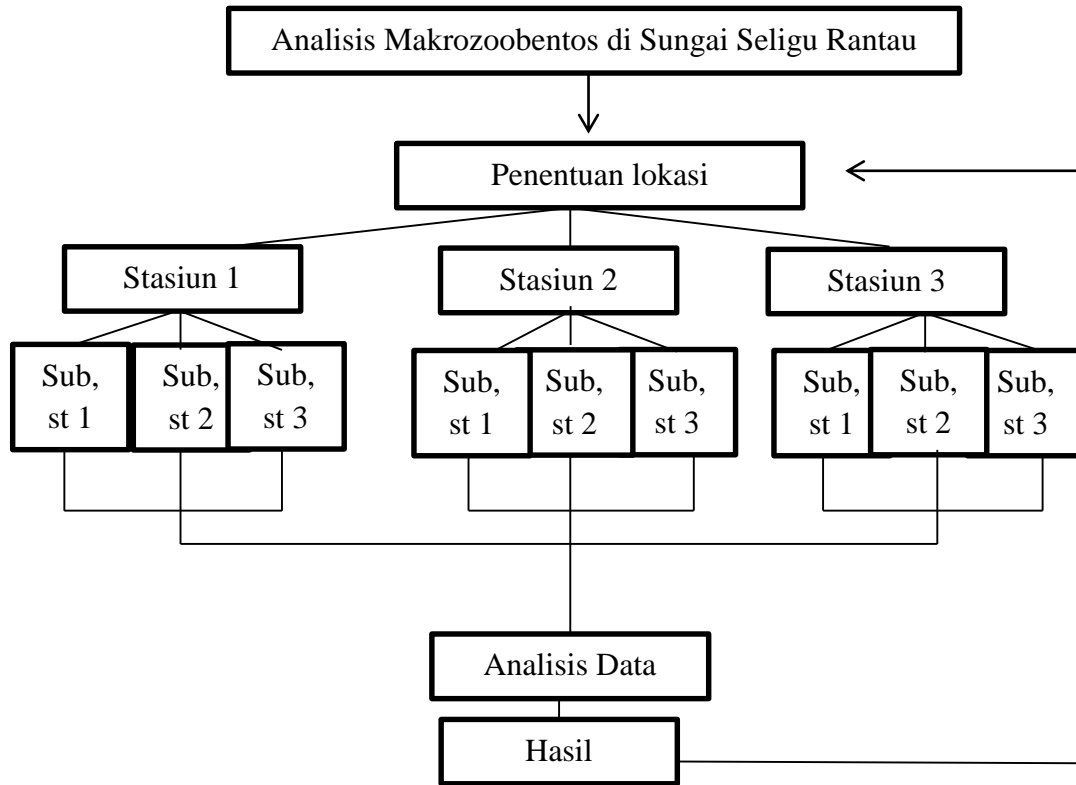 Analisis Makrozoobentos di Sungai Seligu Rantau
Penentuan lokasi
Stasiun 1
Stasiun 2
Stasiun 3
Sub,
st 1
Sub,
st 2
Sub,
st 3
Sub,
st 1
Sub,
st 2
Sub,
st 3
Sub,
st 1
Sub,
st 2
Sub,
st 3
Analisis Data
Hasil